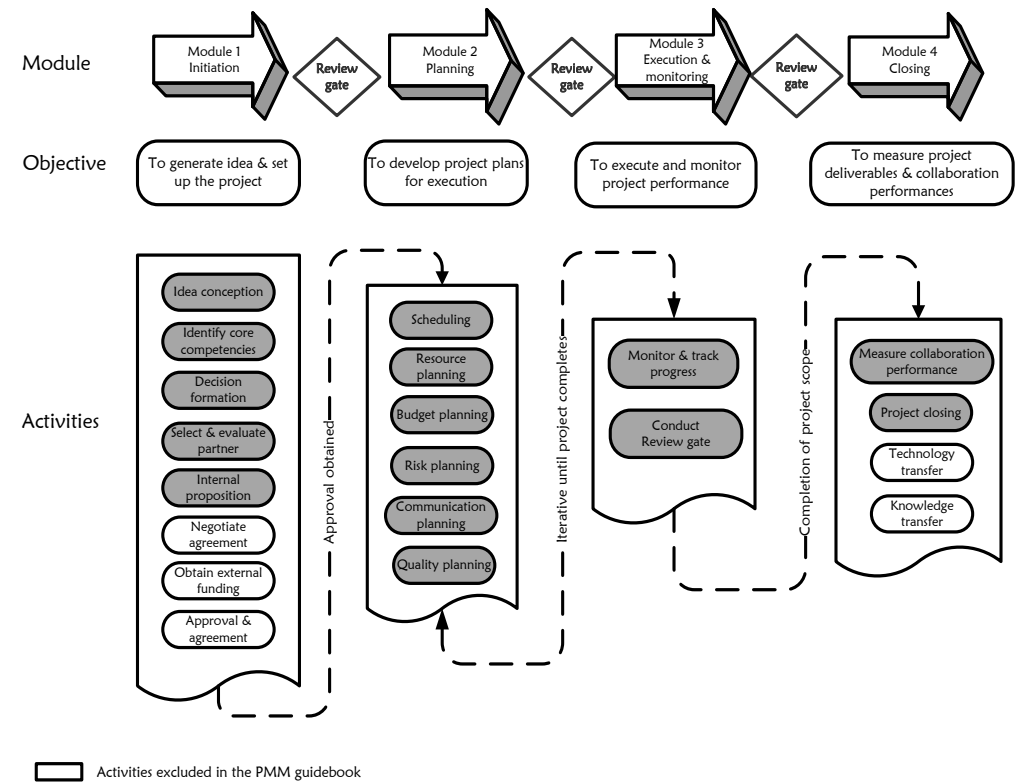 Module
Module 1
Initiation
Review
gate
Module 2
Planning
Review
gate
Module 3
Execution &
monitoring
Review
gate
Module 4
Closing
Objective
To generate idea & set
up the project
To develop project plans
for execution
To execute and monitor
project performance
To measure project
deliverables & collaboration
performances
Activities
Idea conception
Identify core
competencies
Decision
formation
Select & evaluate
partner
Internal
proposition
Negotiate
agreement
Obtain external
funding
Approval &
agreement
Approval obtained
Scheduling
Resource
planning
Budget planning
Risk planning
Communication
planning
Quality planning
Iterative until project completes
Monitor & track
progress
Conduct
Review gate
Completion of project scope
Measure collaboration
performance
Project closing
Technology
transfer
Knowledge
transfer
Activities excluded in the PMM guidebook